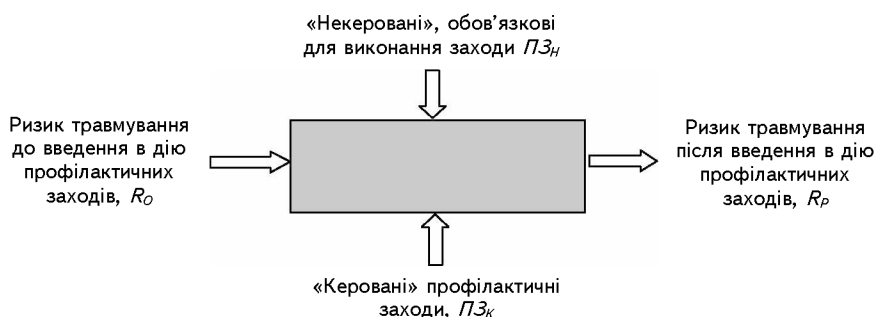 «Некеровані», обов’язкові
для виконання заходи ПЗН
Ризик травмування
до введення в дію
профілактичних
заходів, RO
Ризик травмування
після введення в дію
профілактичних
заходів, RP
«Керовані» профілактичні
заходи, ПЗК